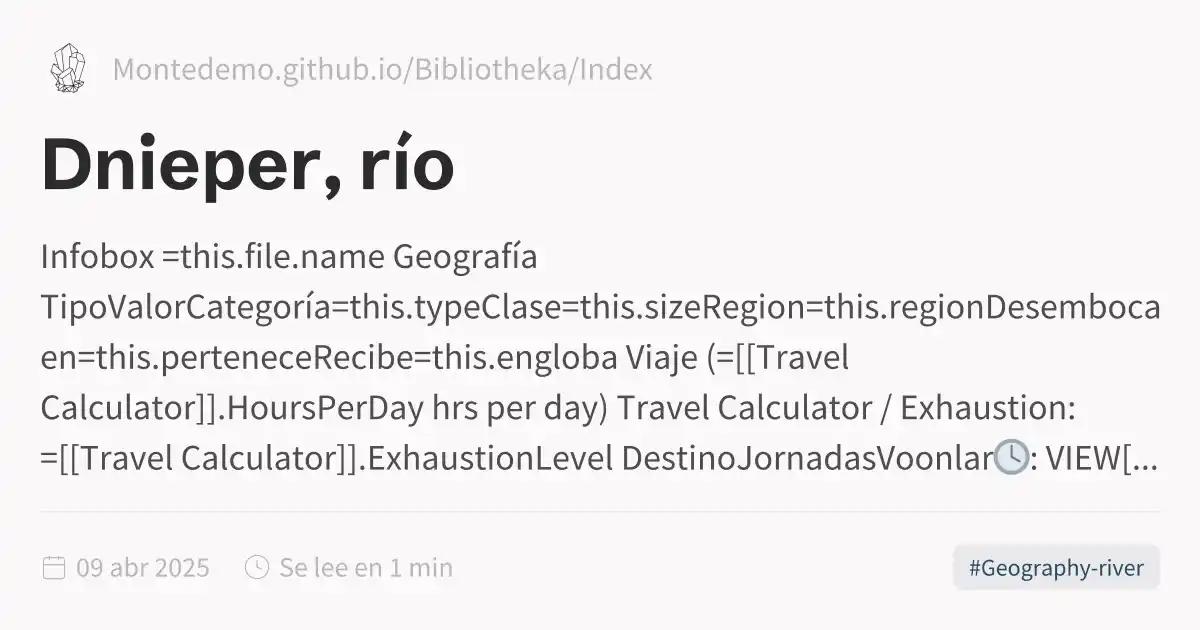 Montedemo.github.io/Bibliotheka/Index
Dnieper, río
Infobox =this.file.name Geografía
TipoValorCategoría=this.typeClase=this.sizeRegion=this.regionDesemboca
en=this.perteneceRecibe=this.engloba Viaje (=[[Travel
Calculator]].HoursPerDay hrs per day) Travel Calculator / Exhaustion:
=[[Travel Calculator]].ExhaustionLevel DestinoJornadasVoonlar🕓: VIEW[...
09 abr 2025 Se lee en 1 min #Geography-river